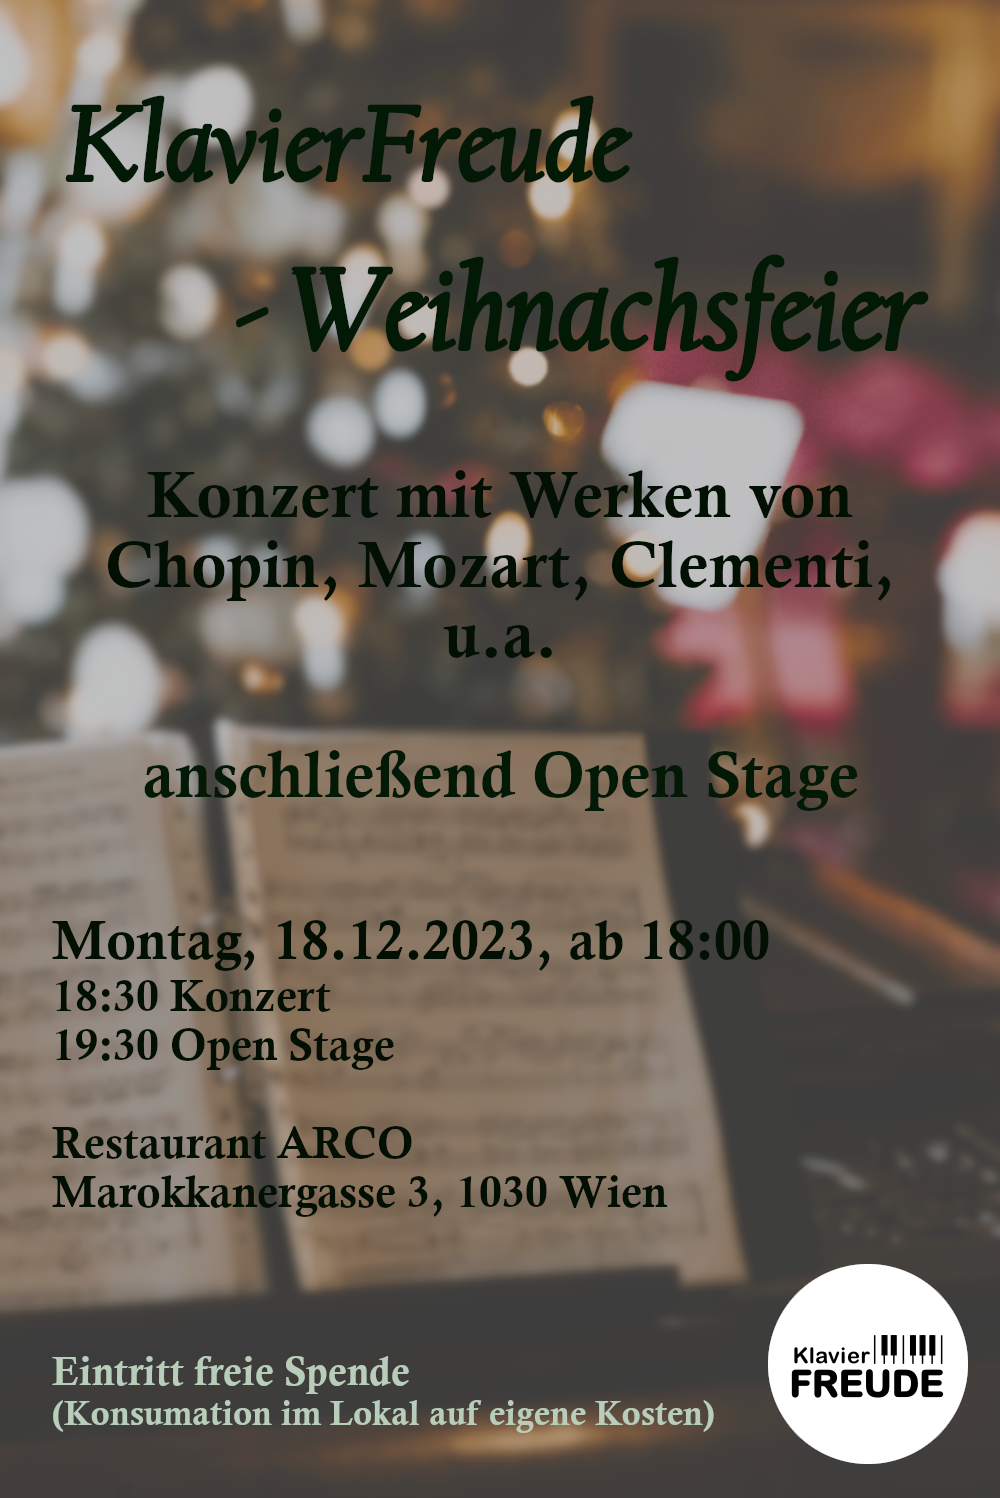 KlavierFreude
- Weihnachsfeier
Konzert mit Werken von
Chopin, Mozart, Clementi,
u.a.
anschließend Open Stage
Montag, 18.12.2023, ab 18:00
18:30 Konzert
19:30 Open Stage
Restaurant ARCO
Marokkanergasse 3, 1030 Wien
Eintritt freie Spende
(Konsumation im Lokal auf eigene Kosten)
Klavier
FREUDE